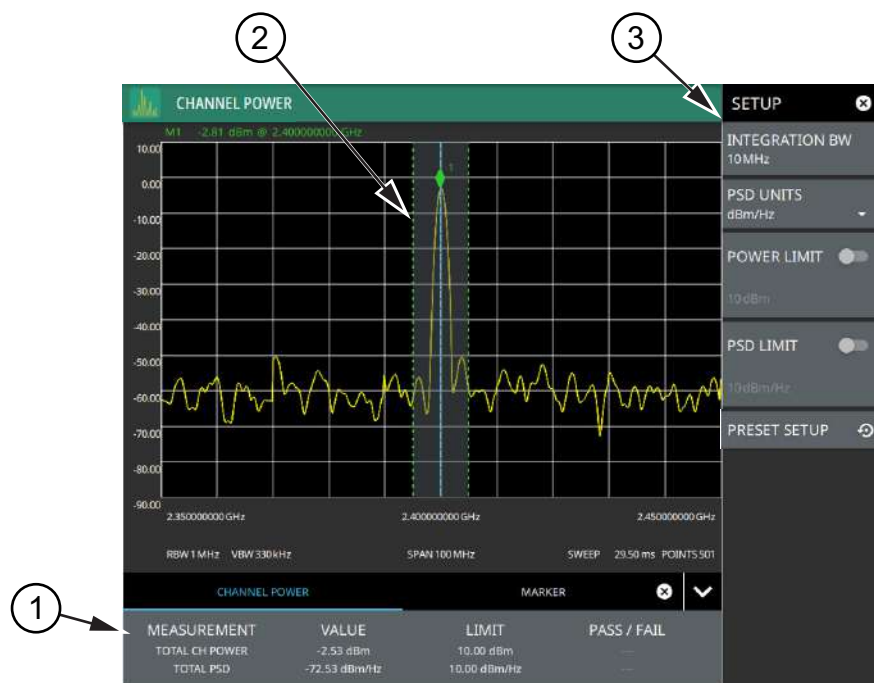 2
3
CHANNEL POWER
SETUP
M1 -2.81 dBm @ 2.400000000 GHz
INTEGRATION BW
10 MHz
PSD UNITS
dBm/Hz
POWER LIMIT
10 dBm
PSD LIMIT
10 dBm/Hz
PRESET SETUP
1
10.00
0.00
-10.00
-20.00
-30.00
-40.00
-50.00
-60.00
-70.00
-80.00
-90.00
2.350000000 GHz 2.400000000 GHz 2.450000000 GHz
RBW 1 MHz VBW 330 kHz SPAN 100 MHz SWEEP 29.50 ms POINTS 501
CHANNEL POWER MARKER
1
MEASUREMENT VALUE LIMIT PASS / FAIL
TOTAL CH POWER -2.53 dBm 10.00 dBm ---
TOTAL PSD -72.53 dBm/Hz 10.00 dBm/Hz ---